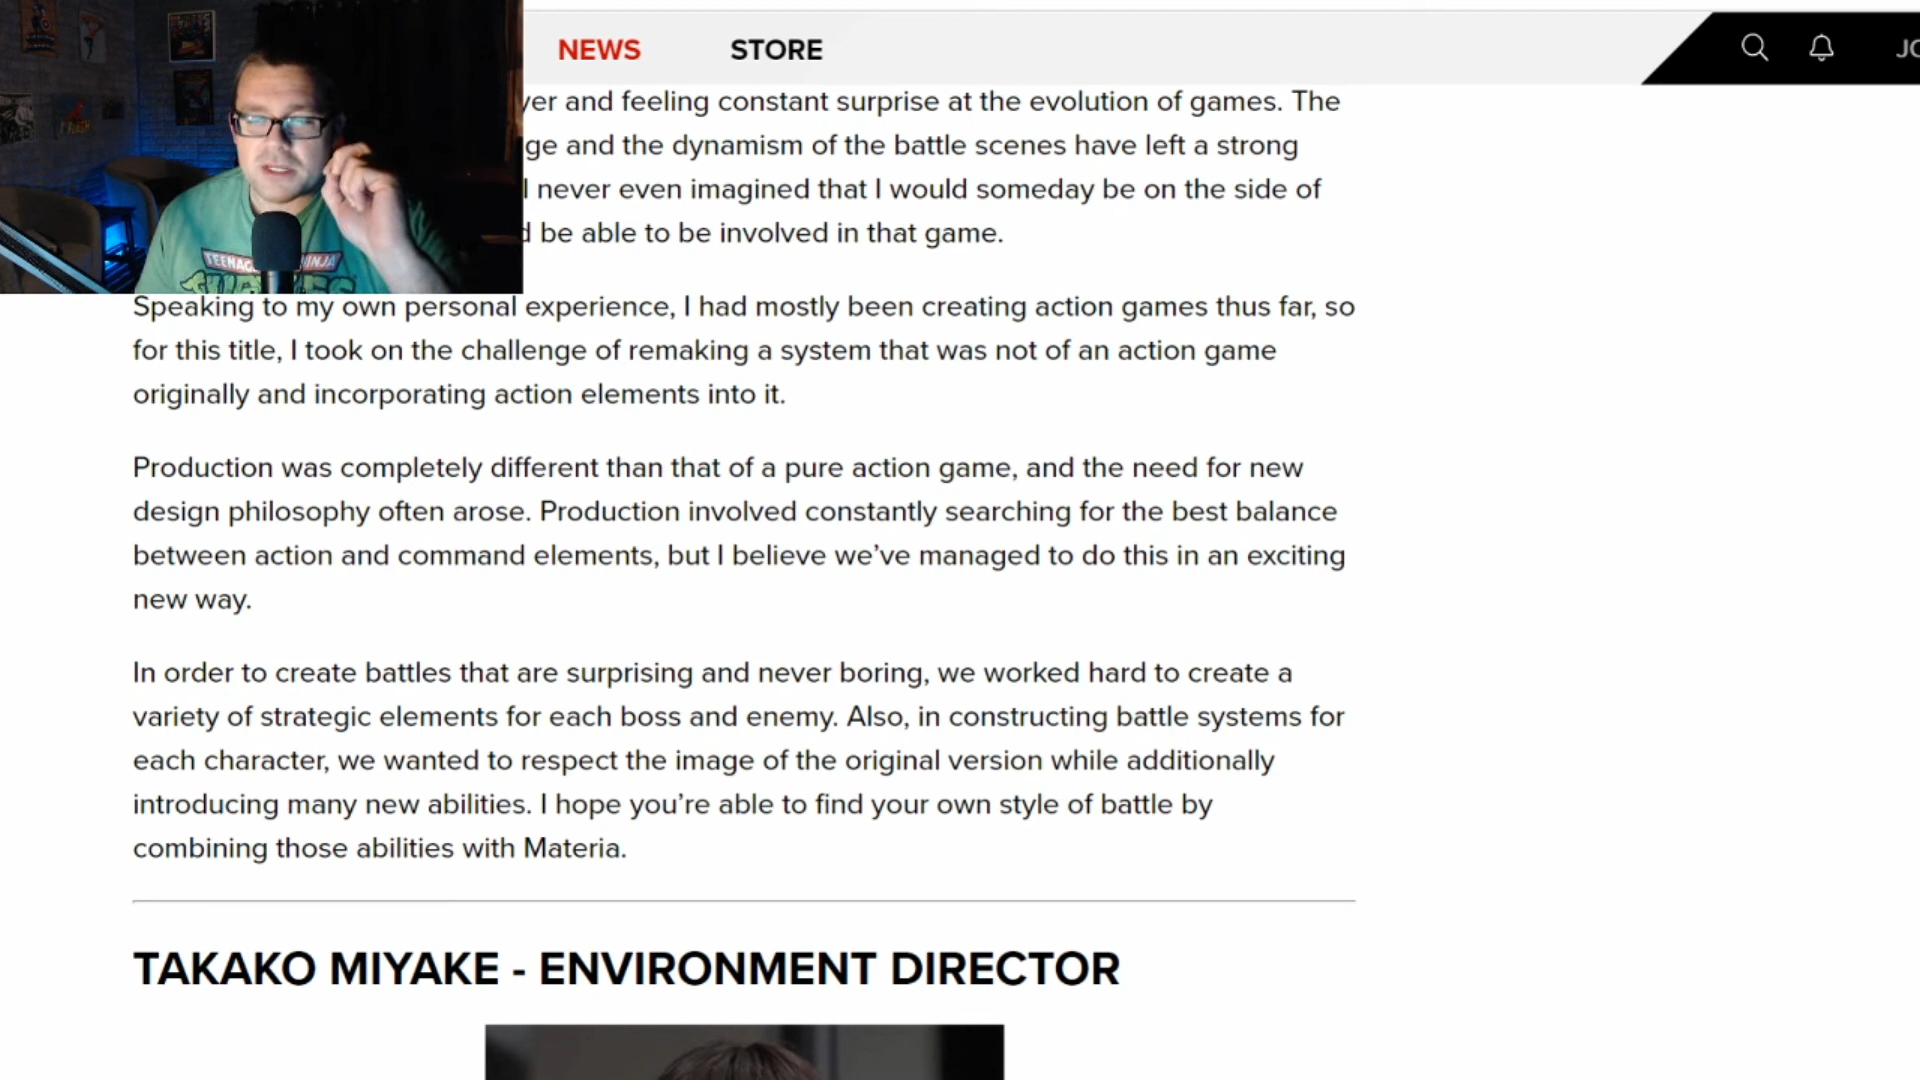 NEWS
STORE
and feeling constant surprise at the evolution of games. The
and the dynamism of the battle scenes have left a strong
I never even imagined that I would someday be on the side of
be able to be involved in that game.
Speaking to my own personal experience, I had mostly been creating action games thus far, so
for this title, I took on the challenge of remaking a system that was not of an action game
originally and incorporating action elements into it.
Production was completely different than that of a pure action game, and the need for new
design philosophy often arose. Production involved constantly searching for the best balance
between action and command elements, but I believe we’ve managed to do this in an exciting
new way.
In order to create battles that are surprising and never boring, we worked hard to create a
variety of strategic elements for each boss and enemy. Also, in constructing battle systems for
each character, we wanted to respect the image of the original version while additionally
introducing many new abilities. I hope you’re able to find your own style of battle by
combining those abilities with Materia.
TAKAKO MIYAKE - ENVIRONMENT DIRECTOR